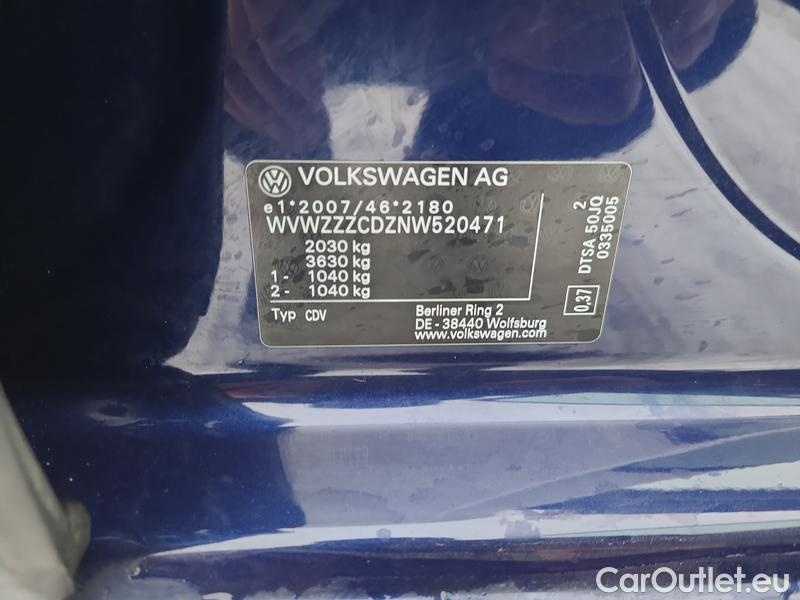 VOLKSWAGEN AG
e1*2007/46*2180
WVWZZZCDZNW520471
2030 kg
3630 kg
1 - 1040 kg
2 - 1040 kg
Typ CDV
Berliner Ring 2
DE - 38440 Wolfsburg
www.volkswagen.com
0,37
DTSA 50JQ 2
0335005
CarOutlet.eu